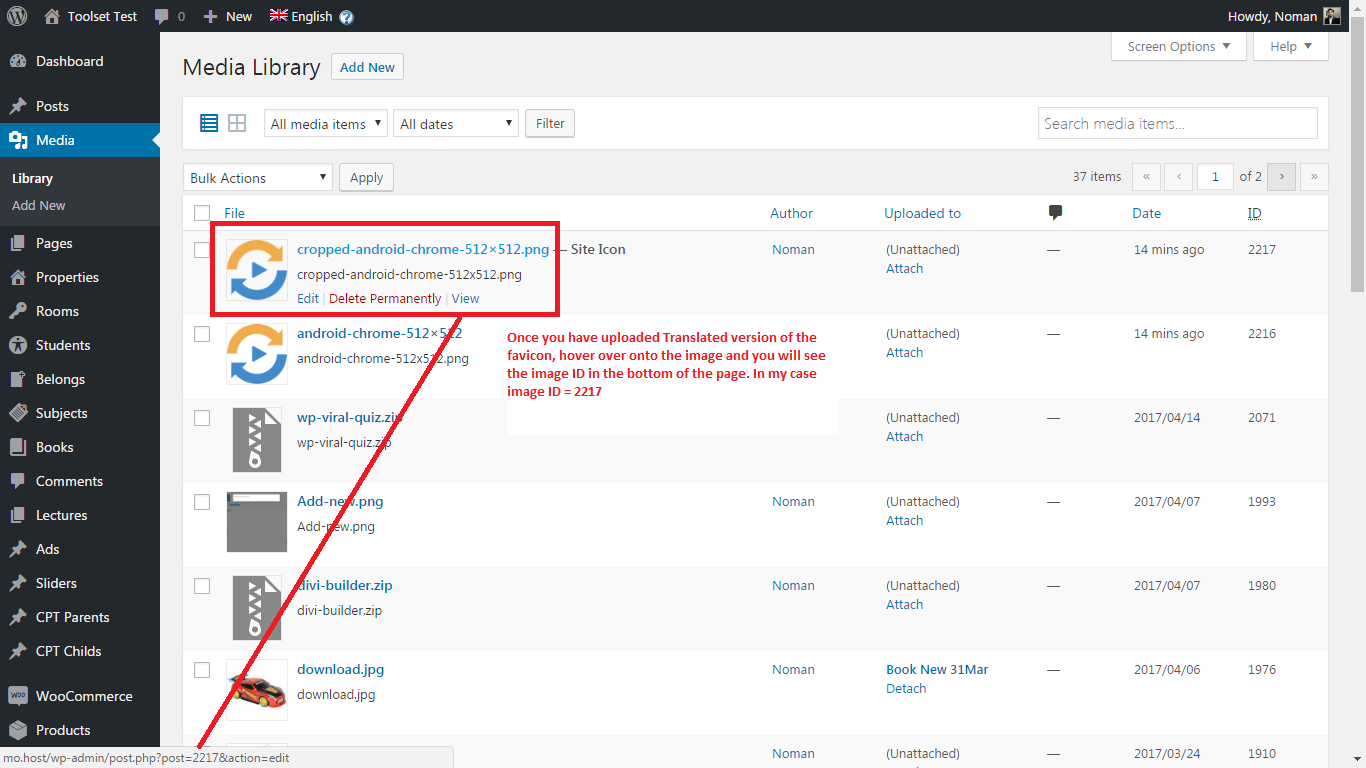 Toolset Test 0 New English Howdy, Noman
Screen Options Help
Dashboard
Posts
Media
Library
Add New
Pages
Properties
Rooms
Students
Belongs
Subjects
Books
Comments
Lectures
Ads
Sliders
CPT Parents
CPT Childs
WooCommerce
Products
Media Library Add New
All media items All dates Filter Search media items...
Bulk Actions Apply 37 items « ‹ 1 of 2 › »
File Author Uploaded to Date ID
cropped-android-chrome-512×512.png — Site Icon Noman (Unattached) — 14 mins ago 2217
cropped-android-chrome-512x512.png Attach
Edit | Delete Permanently | View
android-chrome-512×512 (Unattached) — 14 mins ago 2216
android-chrome-512x512.png Attach
Once you have uploaded Translated version of the
favicon, hover over onto the image and you will see
the image ID in the bottom of the page. In my case
image ID = 2217
wp-viral-quiz.zip (Unattached) — 2017/04/14 2071
wp-viral-quiz.zip Attach
Add-new.png Noman (Unattached) — 2017/04/07 1993
Add-new.png Attach
divi-builder.zip Noman (Unattached) — 2017/04/07 1980
divi-builder.zip Attach
download.jpg Noman Book New 31Mar — 2017/04/06 1976
download.jpg Detach
Noman (Unattached) — 2017/03/24 1910
mo.host/wp-admin/post.php?post=2217&action=edit